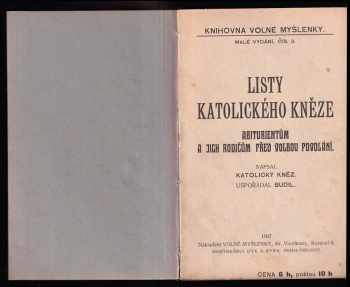 KNIHOVNA VOLNÉ MYŠLENKY.
MALÉ VYDÁNÍ. ČÍS. 3.
LISTY
KATOLICKÉHO KNĚZE
ABITURIENTŮM
A JICH RODIČŮM PŘED VOLBOU POVOLÁNÍ.
NAPSAL
KATOLICKÝ KNĚZ.
USPOŘÁDAL BUDIL.
1907
Nákladem VOLNÉ MYŠLENKY,
CENA 6 h, poštou 10 h